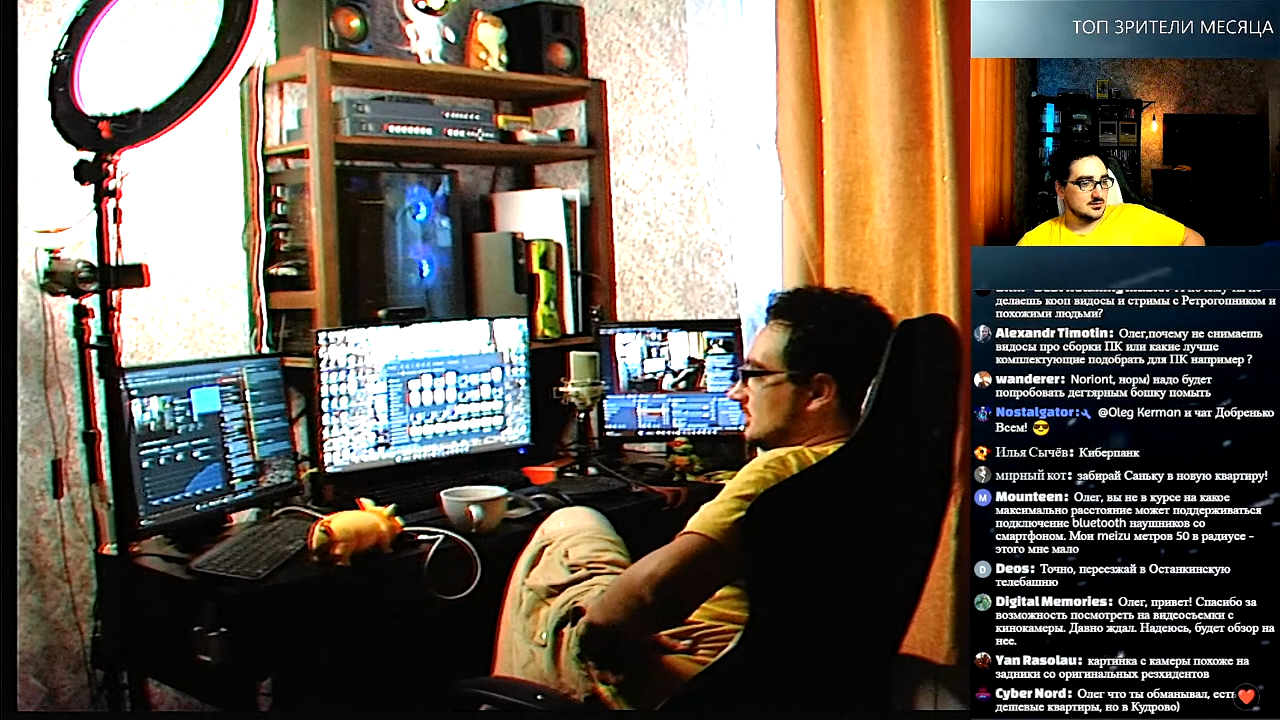 ТОП ЗРИТЕЛИ МЕСЯЦА
делаешь кооп видосы и стримы с Ретрогопником и
похожими людьми?
Alexandr Timotin: Олег,почему не снимаешь
видосы про сборки ПК или какие лучше
комплектующие подобрать для ПК например ?
wanderer: Noriont, норм) надо будет
попробовать дегтярным бошку помыть
Nostalgator: @Oleg Kerman и чат Добренько
Всем! 😎
Илья Сычёв: Киберпанк
мирный кот: забирай Саньку в новую квартиру!
M Mounteen: Олег, вы не в курсе на какое
максимально расстояние может поддерживаться
подключение bluetooth наушников со
смартфоном. Мои meizu метров 50 в радиусе -
этого мне мало
D Deos: Точно, переезжай в Останкинскую
телебашню
Digital Memories: Олег, привет! Спасибо за
возможность посмотреть на видеосъемки с
кинокамеры. Давно ждал. Надеюсь, будет обзор на
нее.
Yan Rasolau: картинка с камеры похоже на
задники со оригинальных резхидентов
Cyber Nord: Олег что ты обманывал, есть
дешевые квартиры, но в Кудрово)